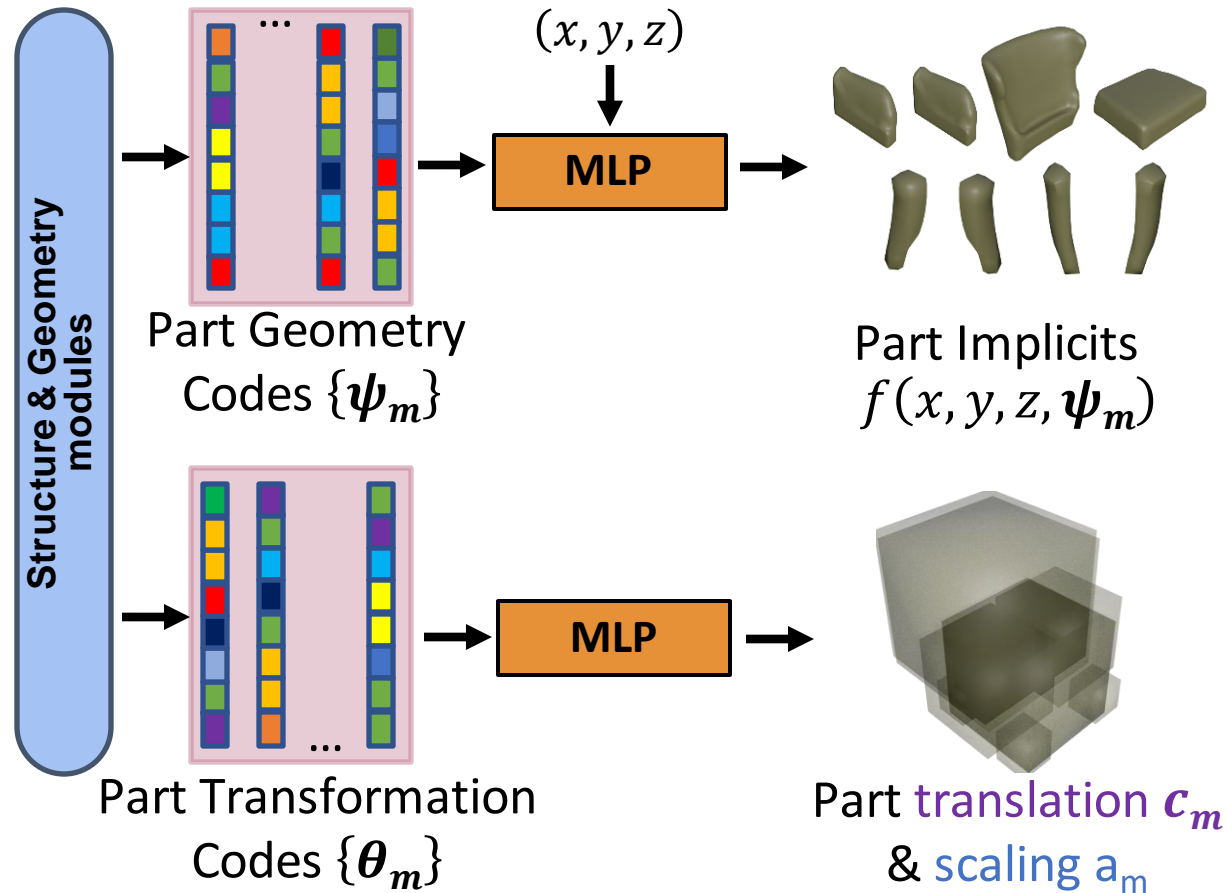 Structure & Geometry
modules
...
(x, y, z)
MLP
Part Geometry
Codes {ψₘ}
Part Implicits
f(x, y, z, ψₘ)
...
MLP
Part Transformation
Codes {θₘ}
Part translation cₘ
& scaling aₘ